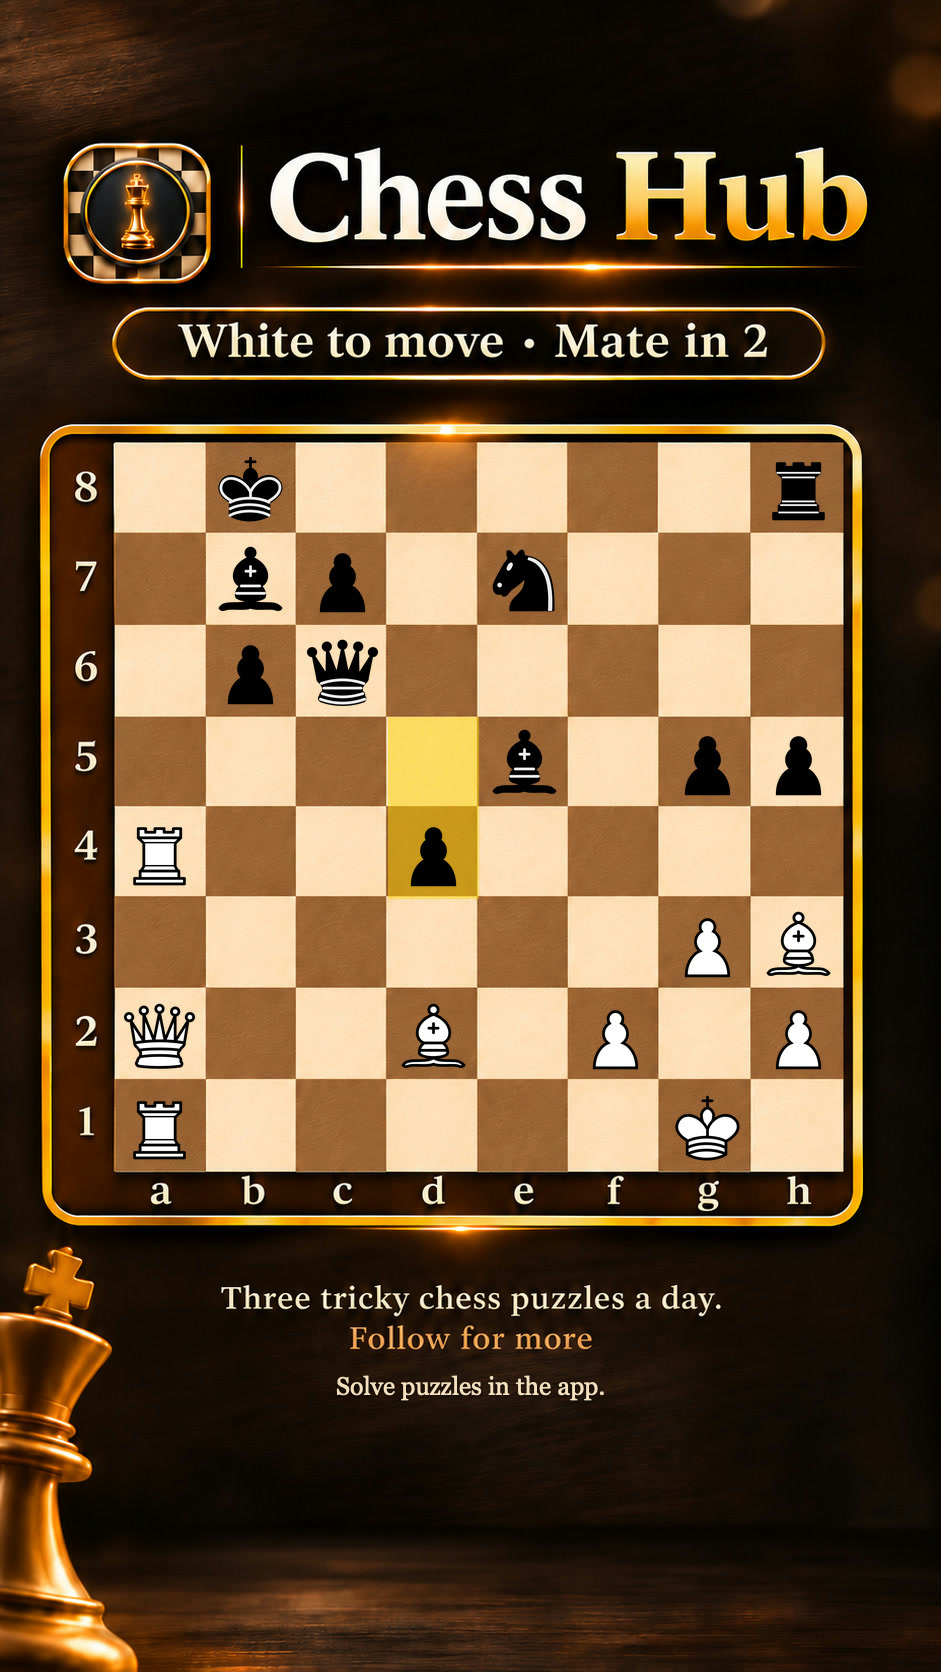 Chess Hub
White to move • Mate in 2
8
7
6
5
4
3
2
1
a b c d e f g h
Three tricky chess puzzles a day.
Follow for more
Solve puzzles in the app.